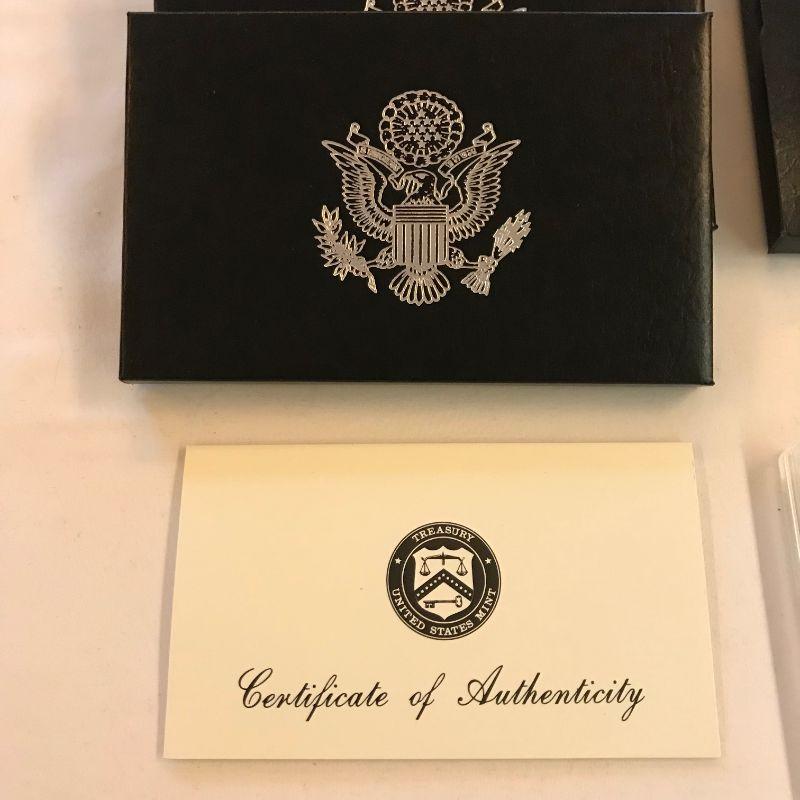 TREASURY
UNITED STATES MINT
Certificate of Authenticity